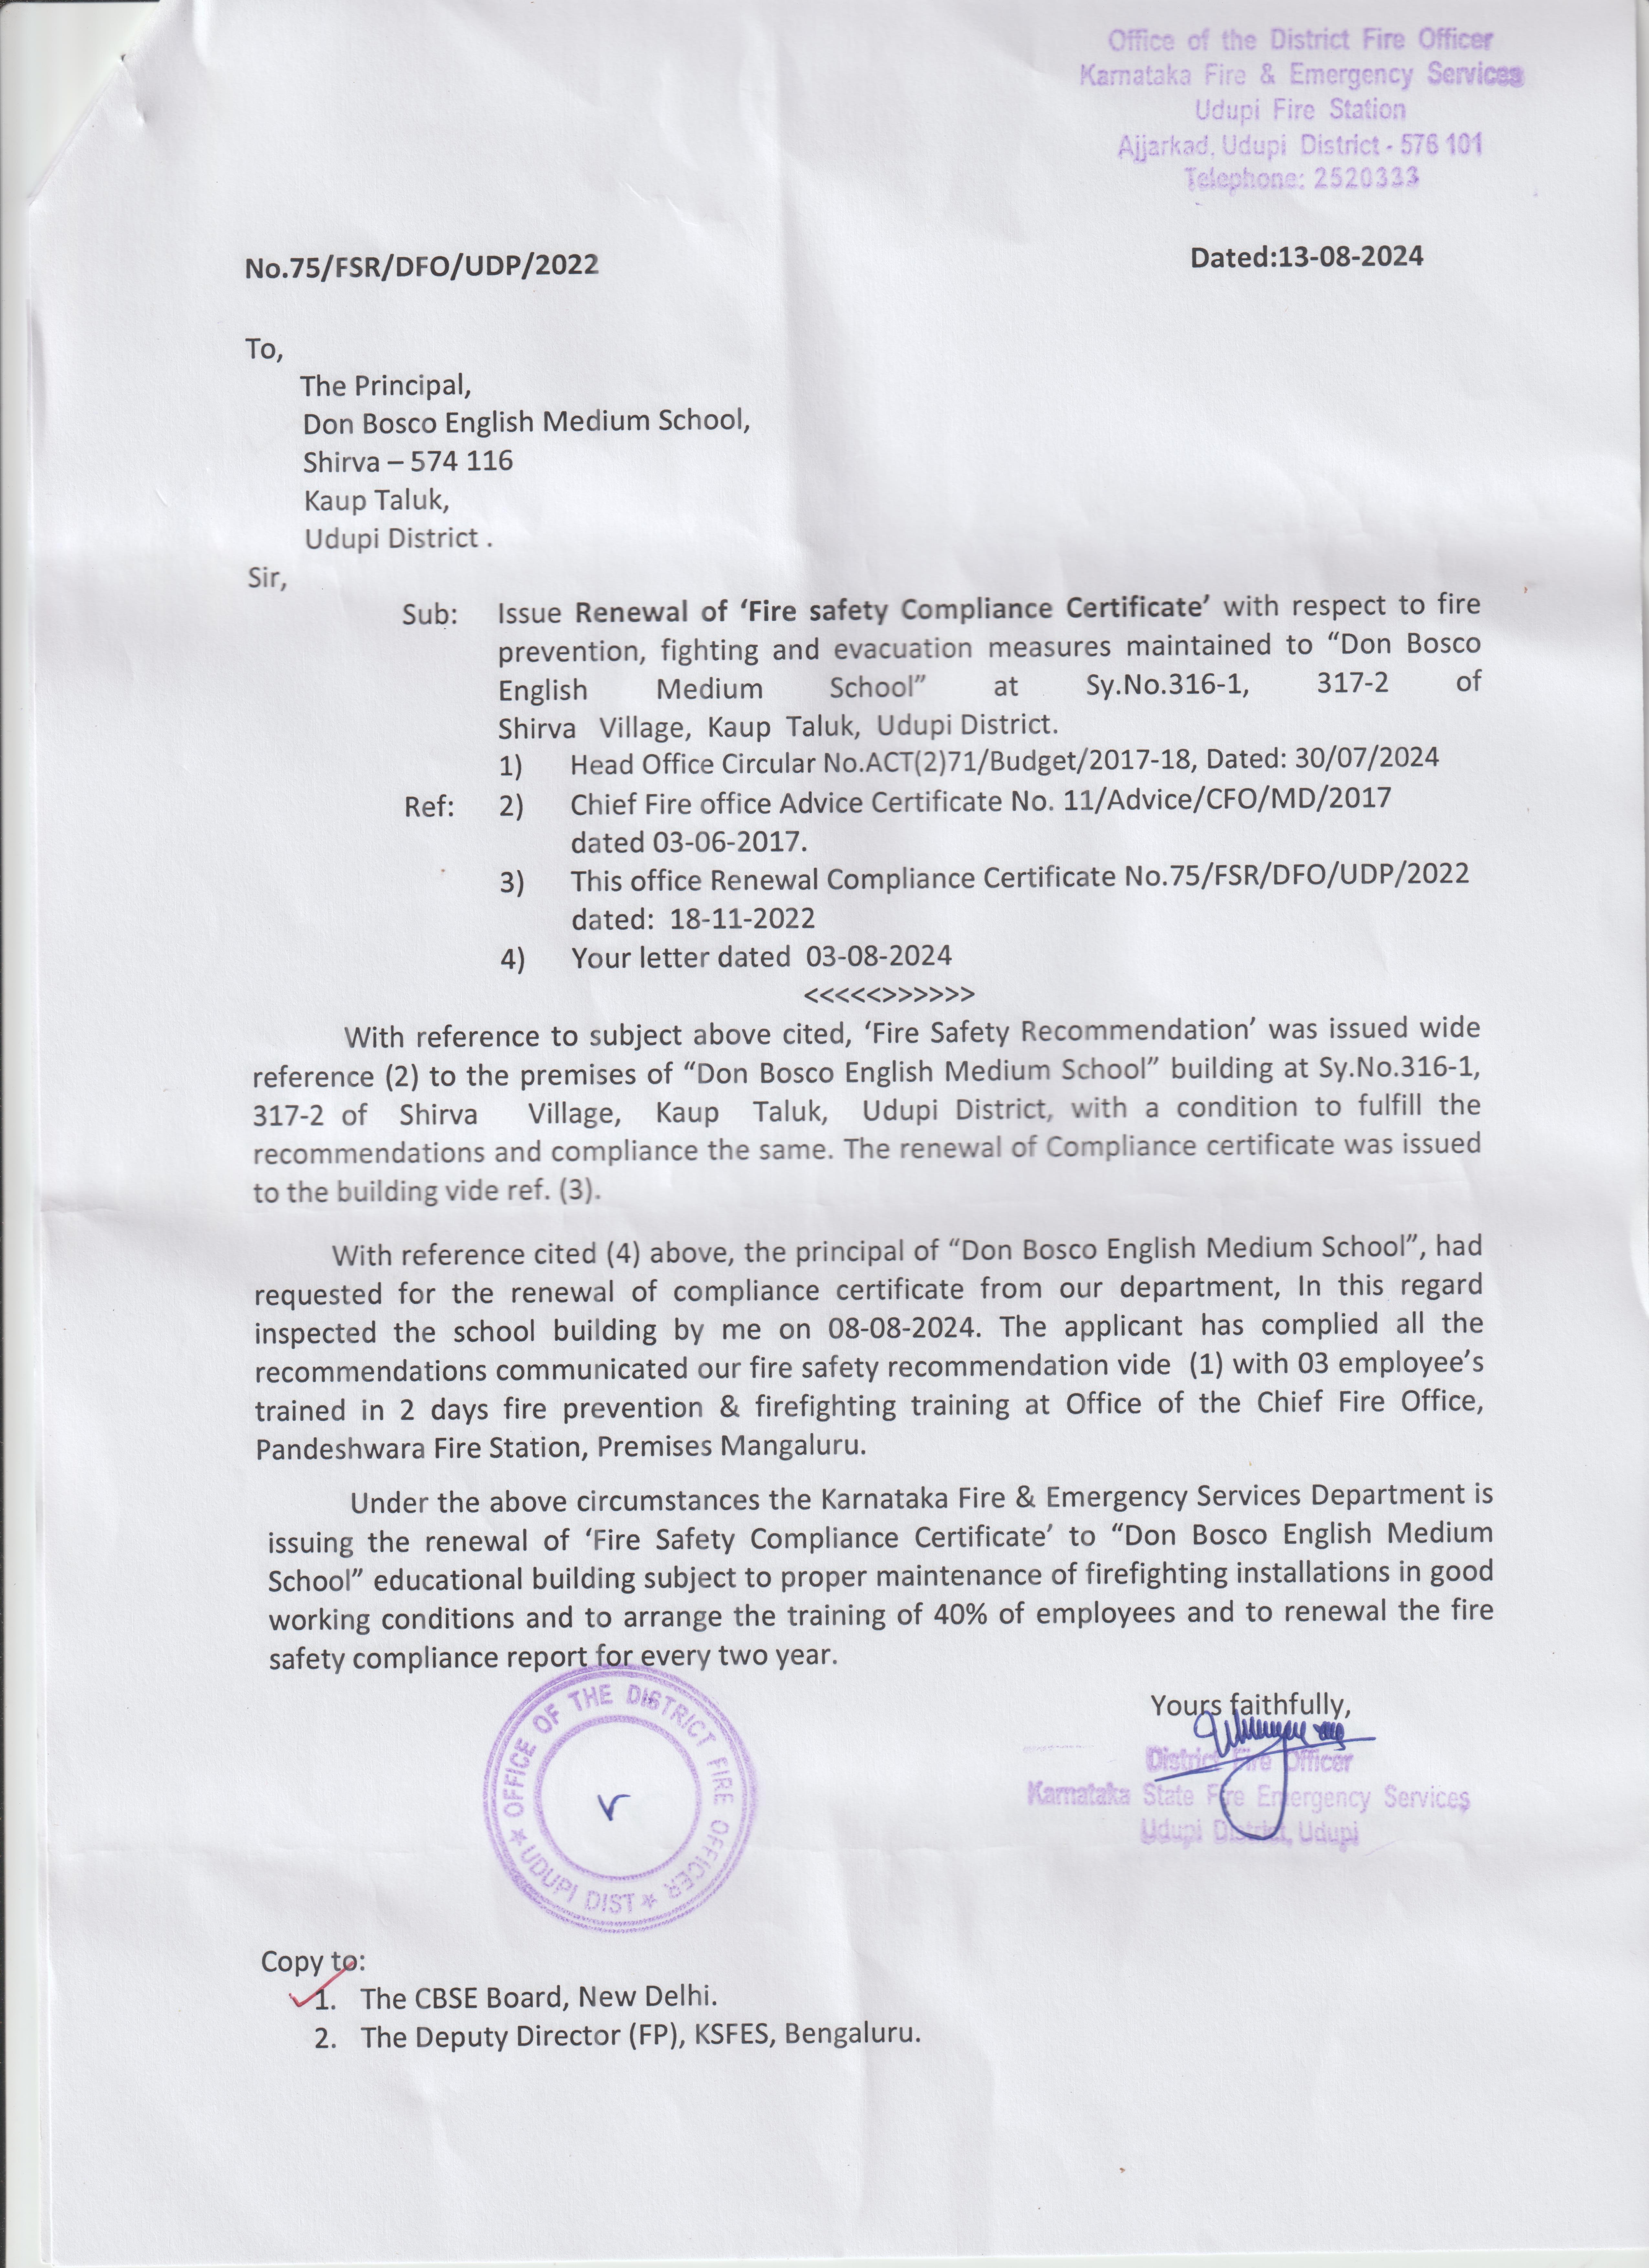 Office of the District Fire Officer
Karnataka Fire & Emergency Services
Udupi Fire Station
Ajjarkad, Udupi District - 576 101
Telephone: 2520333
No.75/FSR/DFO/UDP/2022
Dated:13-08-2024
To,
The Principal,
Don Bosco English Medium School,
Shirva – 574 116
Kaup Taluk,
Udupi District .
Sir,
Sub: Issue Renewal of ‘Fire safety Compliance Certificate’ with respect to fire
prevention, fighting and evacuation measures maintained to “Don Bosco
English Medium School” at Sy.No.316-1, 317-2 of
Shirva Village, Kaup Taluk, Udupi District.
1) Head Office Circular No.ACT(2)71/Budget/2017-18, Dated: 30/07/2024
Ref: 2) Chief Fire office Advice Certificate No. 11/Advice/CFO/MD/2017
dated 03-06-2017.
3) This office Renewal Compliance Certificate No.75/FSR/DFO/UDP/2022
dated: 18-11-2022
4) Your letter dated 03-08-2024
<<<<<>>>>>>
With reference to subject above cited, ‘Fire Safety Recommendation’ was issued wide
reference (2) to the premises of “Don Bosco English Medium School” building at Sy.No.316-1,
317-2 of Shirva Village, Kaup Taluk, Udupi District, with a condition to fulfill the
recommendations and compliance the same. The renewal of Compliance certificate was issued
to the building vide ref. (3).
With reference cited (4) above, the principal of “Don Bosco English Medium School”, had
requested for the renewal of compliance certificate from our department, In this regard
inspected the school building by me on 08-08-2024. The applicant has complied all the
recommendations communicated our fire safety recommendation vide (1) with 03 employee’s
trained in 2 days fire prevention & firefighting training at Office of the Chief Fire Office,
Pandeshwara Fire Station, Premises Mangaluru.
Under the above circumstances the Karnataka Fire & Emergency Services Department is
issuing the renewal of ‘Fire Safety Compliance Certificate’ to “Don Bosco English Medium
School” educational building subject to proper maintenance of firefighting installations in good
working conditions and to arrange the training of 40% of employees and to renewal the fire
safety compliance report for every two year.
Yours faithfully,
District Fire Officer
Karnataka State Fire Emergency Services
Udupi District, Udupi
OFFICE OF THE DISTRICT FIRE OFFICER
★ UDUPI DIST ★
Copy to:
1. The CBSE Board, New Delhi.
2. The Deputy Director (FP), KSFES, Bengaluru.